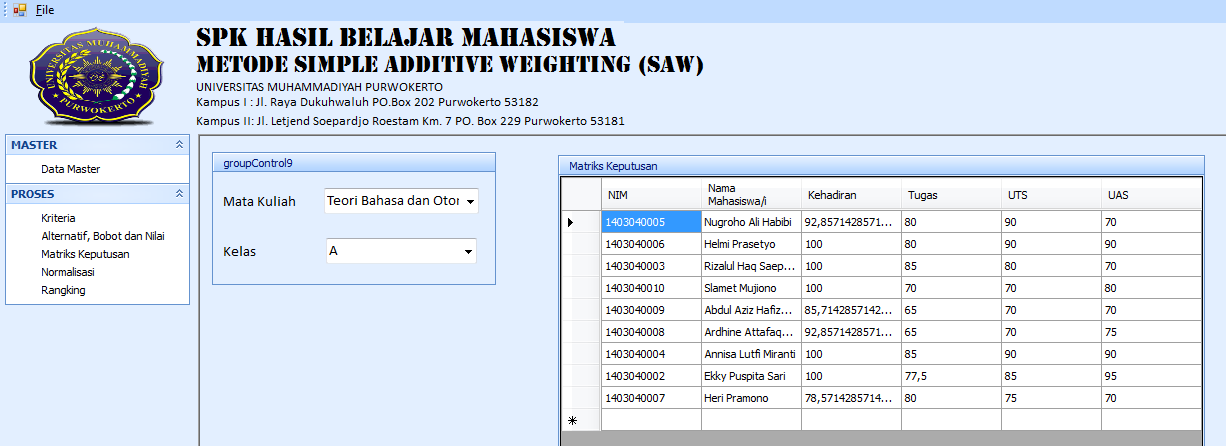 File
SPK HASIL BELAJAR MAHASISWA
METODE SIMPLE ADDITIVE WEIGHTING (SAW)
UNIVERSITAS MUHAMMADIYAH PURWOKERTO
Kampus I : Jl. Raya Dukuhwaluh PO.Box 202 Purwokerto 53182
Kampus II: Jl. Letjend Soepardjo Roestam Km. 7 PO. Box 229 Purwokerto 53181
UNIVERSITAS MUHAMMADIYAH
PURWOKERTO
MASTER
Data Master
PROSES
Kriteria
Alternatif, Bobot dan Nilai
Matriks Keputusan
Normalisasi
Rangking
groupControl9
Mata Kuliah Teori Bahasa dan Otor
Kelas A
Matriks Keputusan
NIM Nama Mahasiswa/i Kehadiran Tugas UTS UAS
1403040005 Nugroho Ali Habibi 92,8571428571... 80 90 70
1403040006 Helmi Prasetyo 100 80 90 90
1403040003 Rizalul Haq Saep... 100 85 80 70
1403040010 Slamet Mujiono 100 70 70 80
1403040009 Abdul Aziz Hafiz... 85,7142857142... 65 70 70
1403040008 Ardhine Attafaq... 92,8571428571... 65 70 75
1403040004 Annisa Lutfi Miranti 100 85 90 90
1403040002 Ekky Puspita Sari 100 77,5 85 95
1403040007 Heri Pramono 78,5714285714... 80 75 70